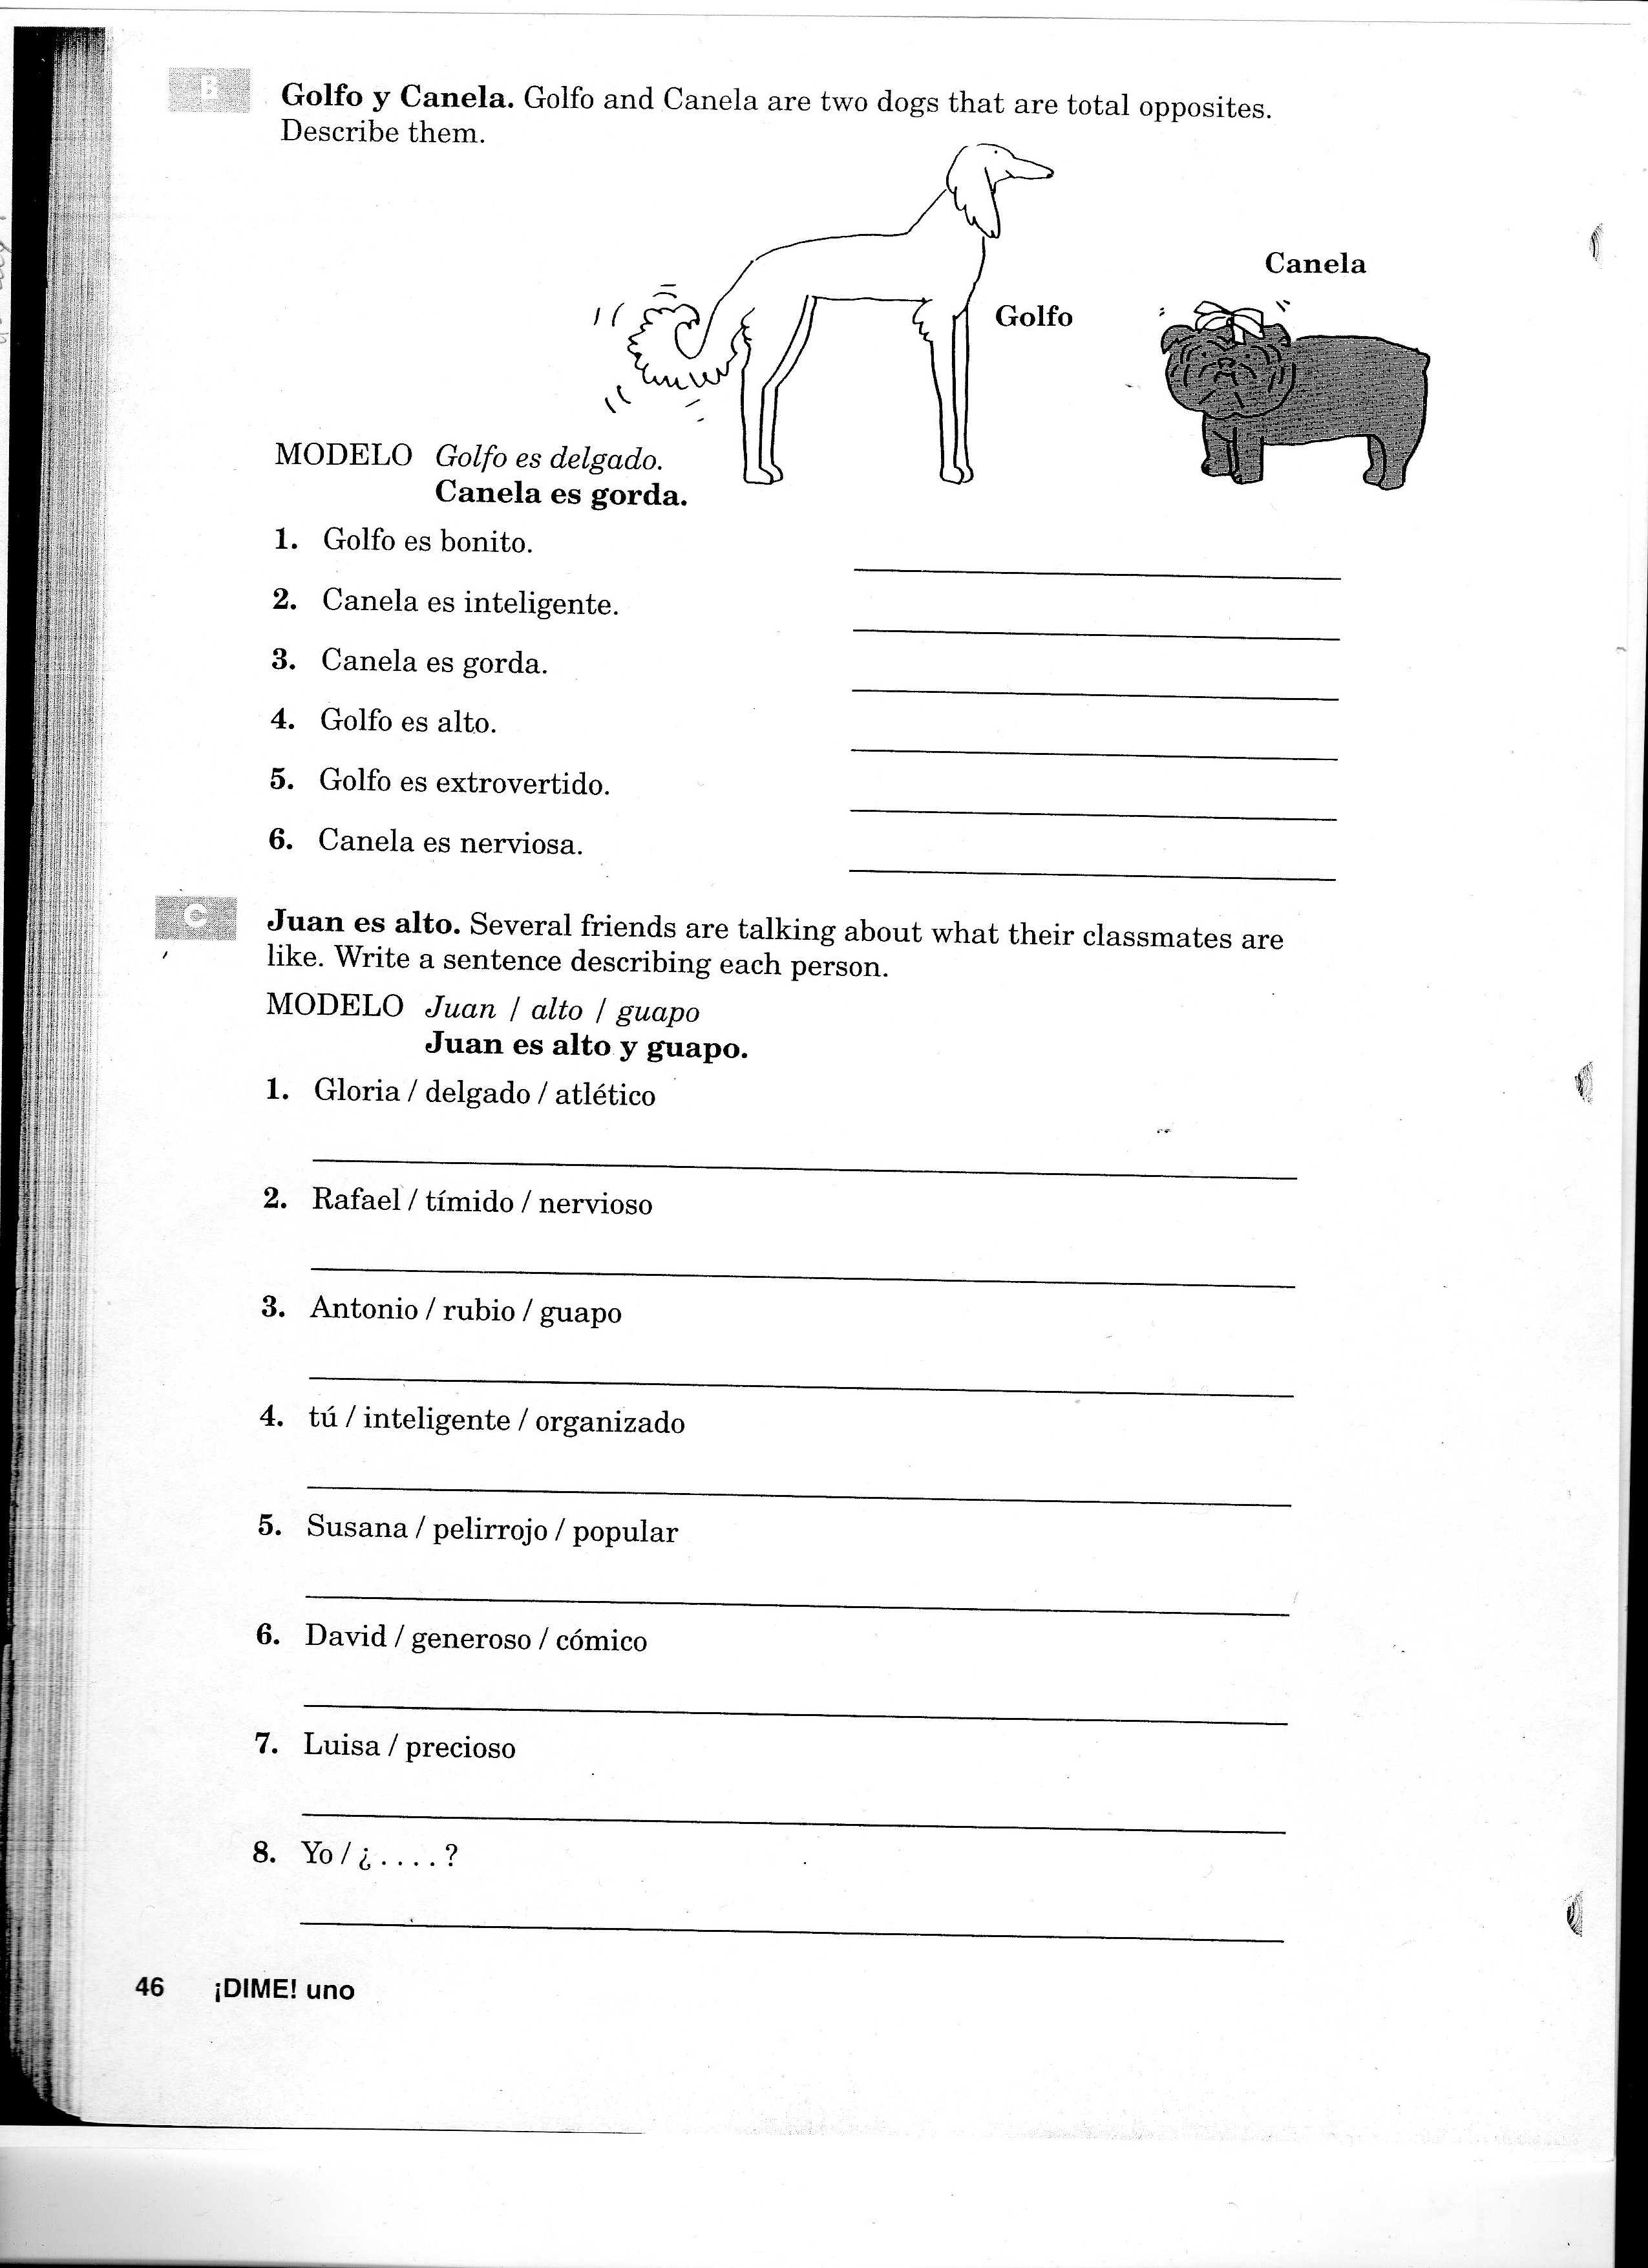 B
Golfo y Canela. Golfo and Canela are two dogs that are total opposites.
Describe them.
Canela
Golfo
MODELO Golfo es delgado.
Canela es gorda.
1. Golfo es bonito.
2. Canela es inteligente.
3. Canela es gorda.
4. Golfo es alto.
5. Golfo es extrovertido.
6. Canela es nerviosa.
C
Juan es alto. Several friends are talking about what their classmates are
like. Write a sentence describing each person.
MODELO Juan / alto / guapo
Juan es alto y guapo.
1. Gloria / delgado / atlético
2. Rafael / tímido / nervioso
3. Antonio / rubio / guapo
4. tú / inteligente / organizado
5. Susana / pelirrojo / popular
6. David / generoso / cómico
7. Luisa / precioso
8. Yo / ¿ . . . . ?
46 ¡DIME! uno